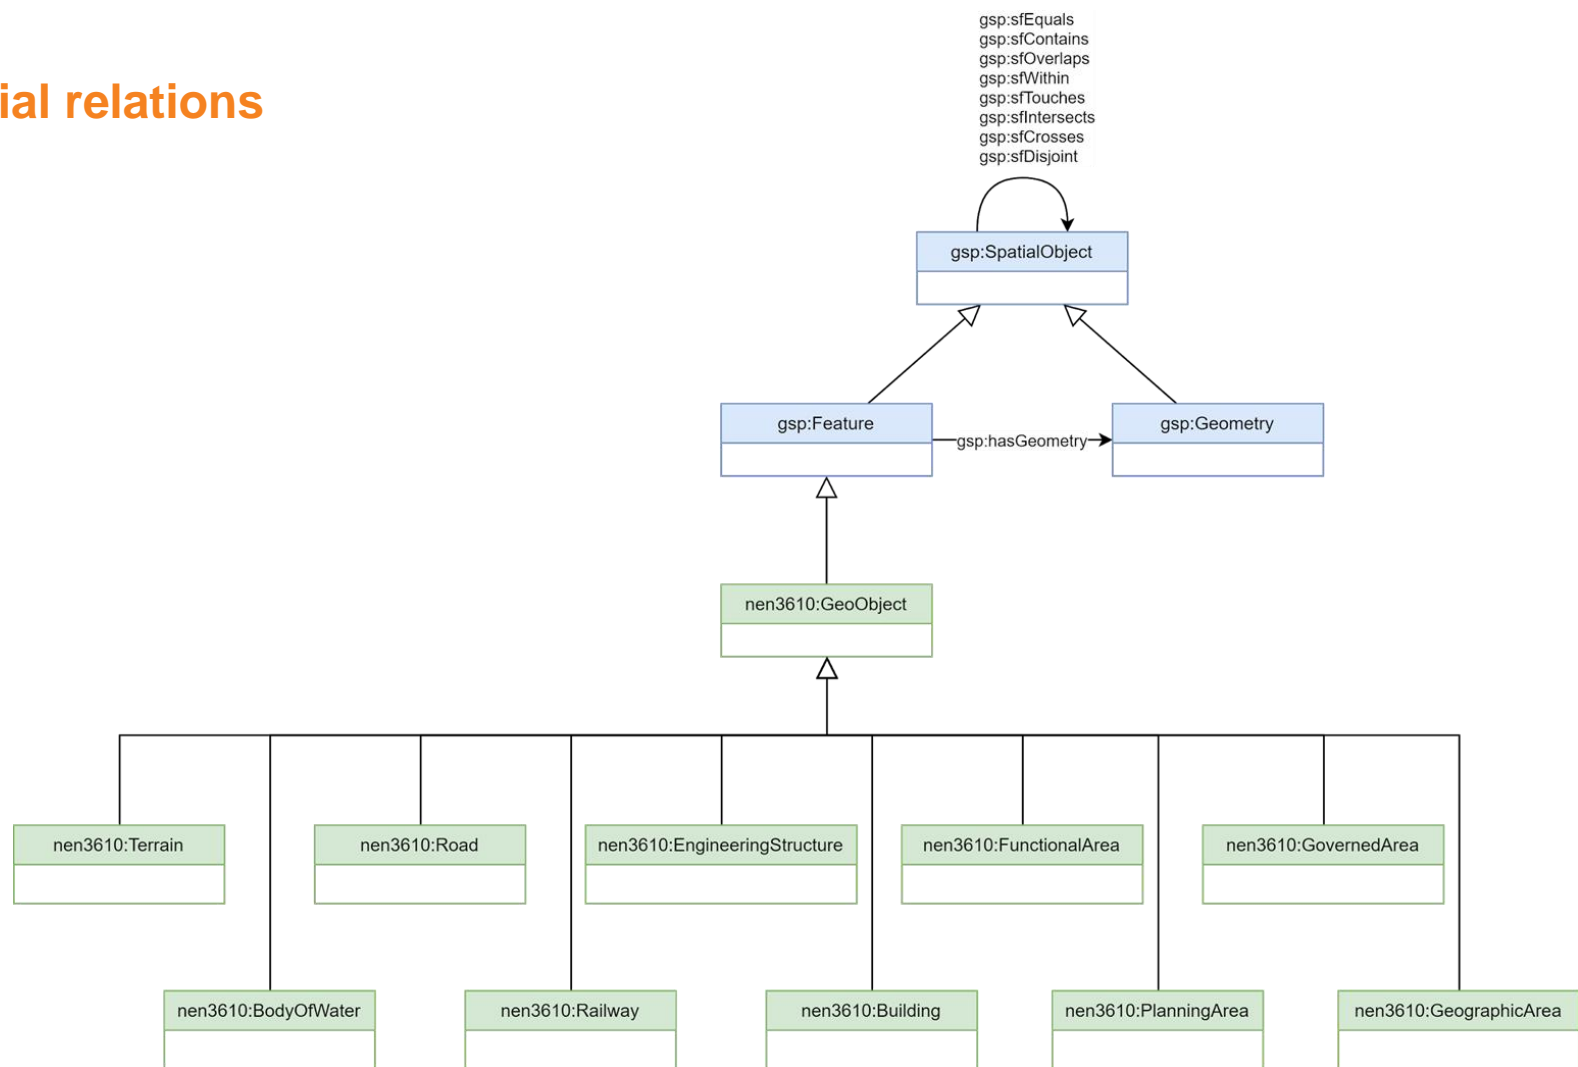 gsp:sfEquals
gsp:sfContains
gsp:sfOverlaps
gsp:sfWithin
gsp:sfTouches
gsp:sfIntersects
gsp:sfCrosses
gsp:sfDisjoint
ial relations
gsp:SpatialObject
gsp:Feature
gsp:hasGeometry
gsp:Geometry
nen3610:GeoObject
nen3610:Terrain
nen3610:Road
nen3610:EngineeringStructure
nen3610:FunctionalArea
nen3610:GovernedArea
nen3610:BodyOfWater
nen3610:Railway
nen3610:Building
nen3610:PlanningArea
nen3610:GeographicArea